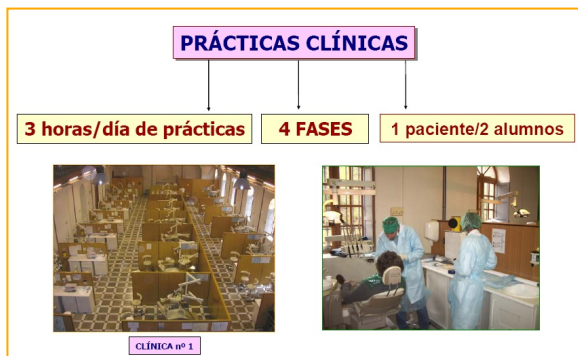 PRÁCTICAS CLÍNICAS
3 horas/día de prácticas
4 FASES
1 paciente/2 alumnos
CLÍNICA nº 1